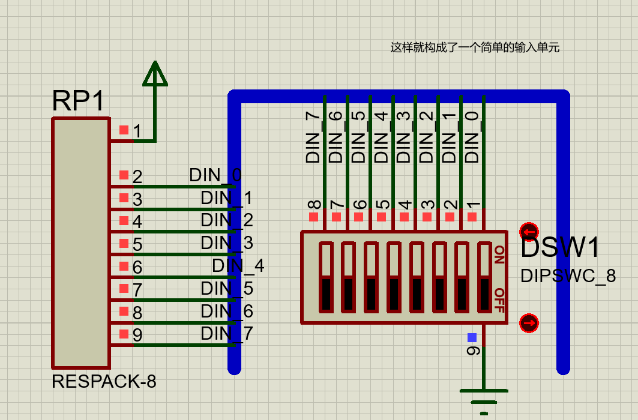 这样就构成了一个简单的输入单元
RP1
1
2 DIN_0
3 DIN_1
4 DIN_2
5 DIN_3
6 DIN_4
7 DIN_5
8 DIN_6
9 DIN_7
RESPACK-8
DIN_7
DIN_6
DIN_5
DIN_4
DIN_3
DIN_2
DIN_1
DIN_0
8
7
6
5
4
3
2
1
ON
OFF
DSW1
DIPSWC_8
9